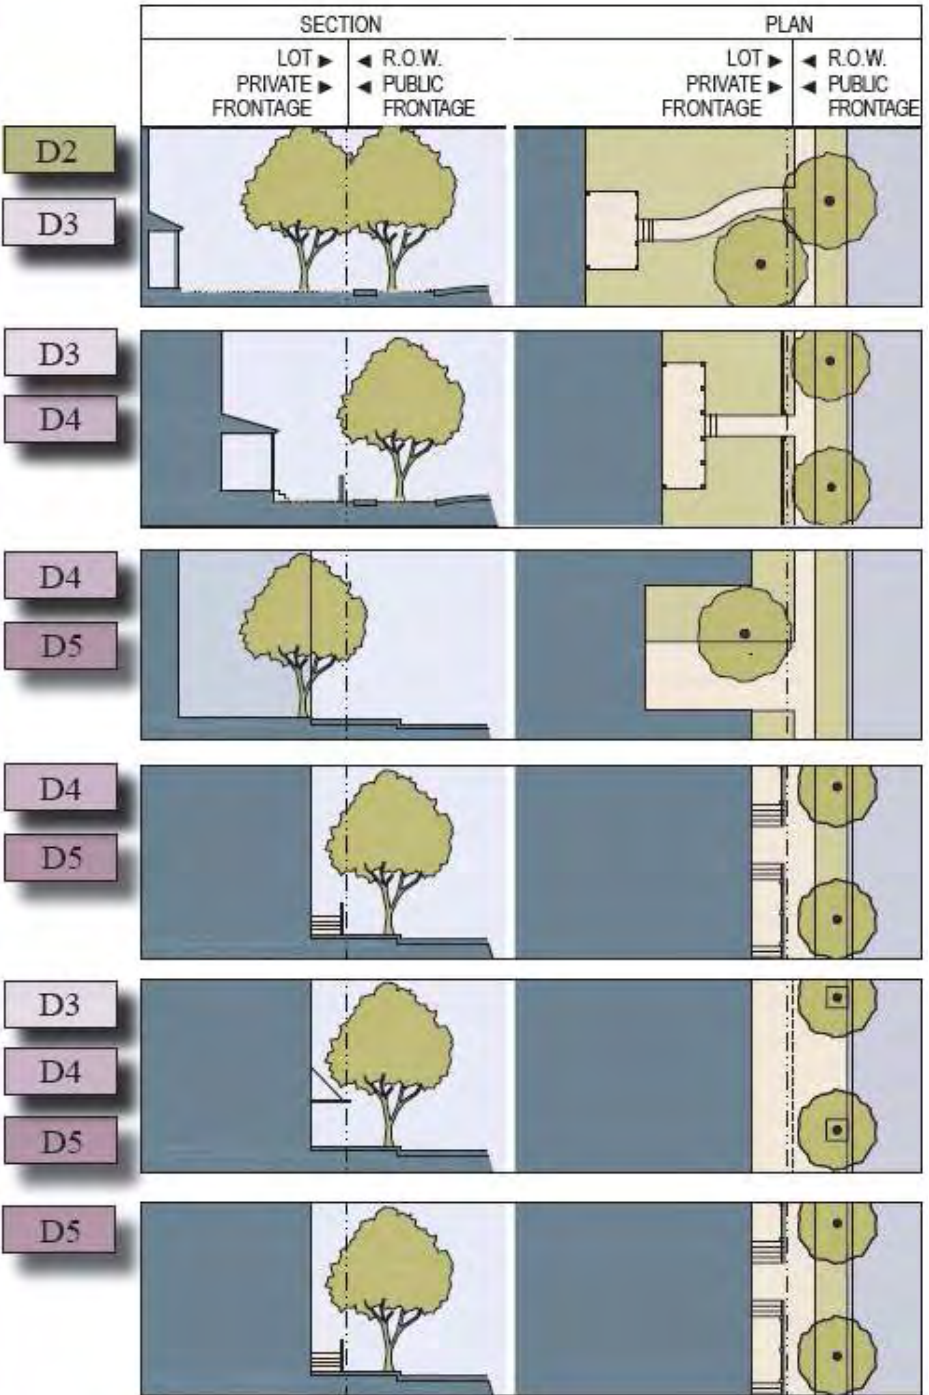 SECTION
PLAN
LOT ► ◄ R.O.W.
PRIVATE ► ◄ PUBLIC
FRONTAGE FRONTAGE
LOT ► ◄ R.O.W.
PRIVATE ► ◄ PUBLIC
FRONTAGE FRONTAGE
D2
D3
D3
D4
D4
D5
D4
D5
D3
D4
D5
D5